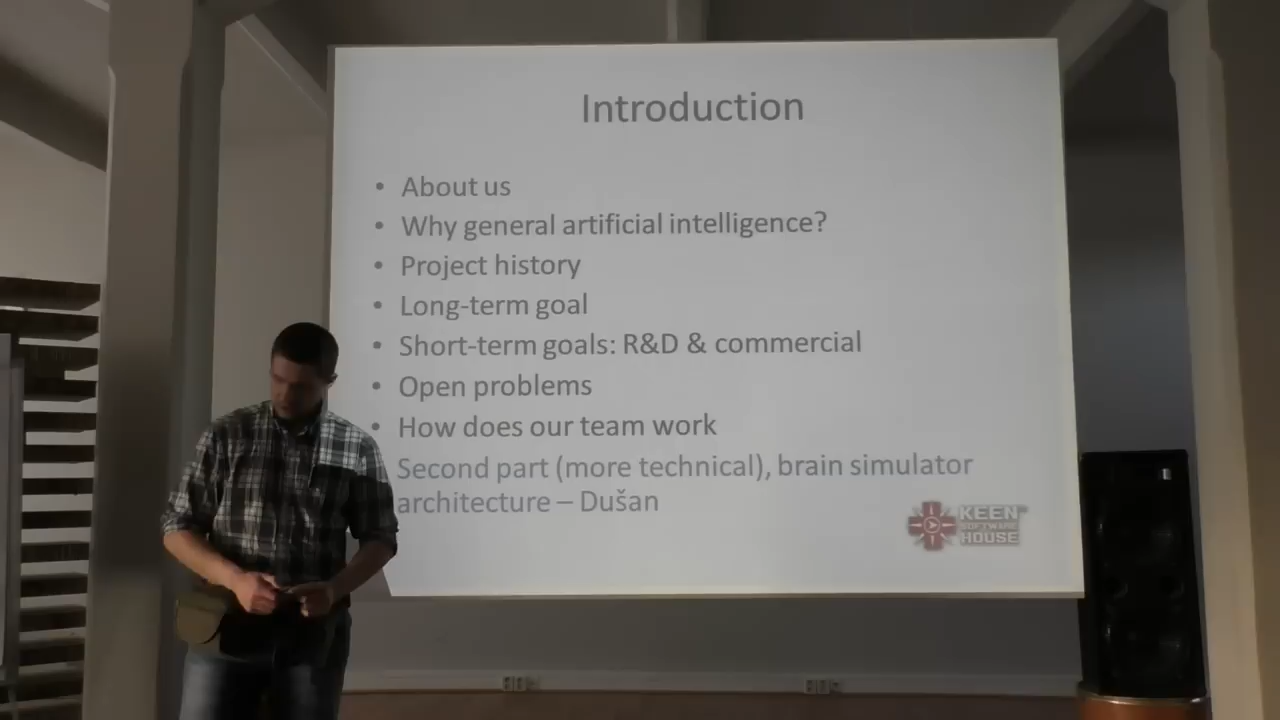 Introduction
• About us
• Why general artificial intelligence?
• Project history
• Long-term goal
• Short-term goals: R&D & commercial
• Open problems
• How does our team work
Second part (more technical), brain simulator
architecture – Dušan
KEEN
SOFTWARE
HOUSE